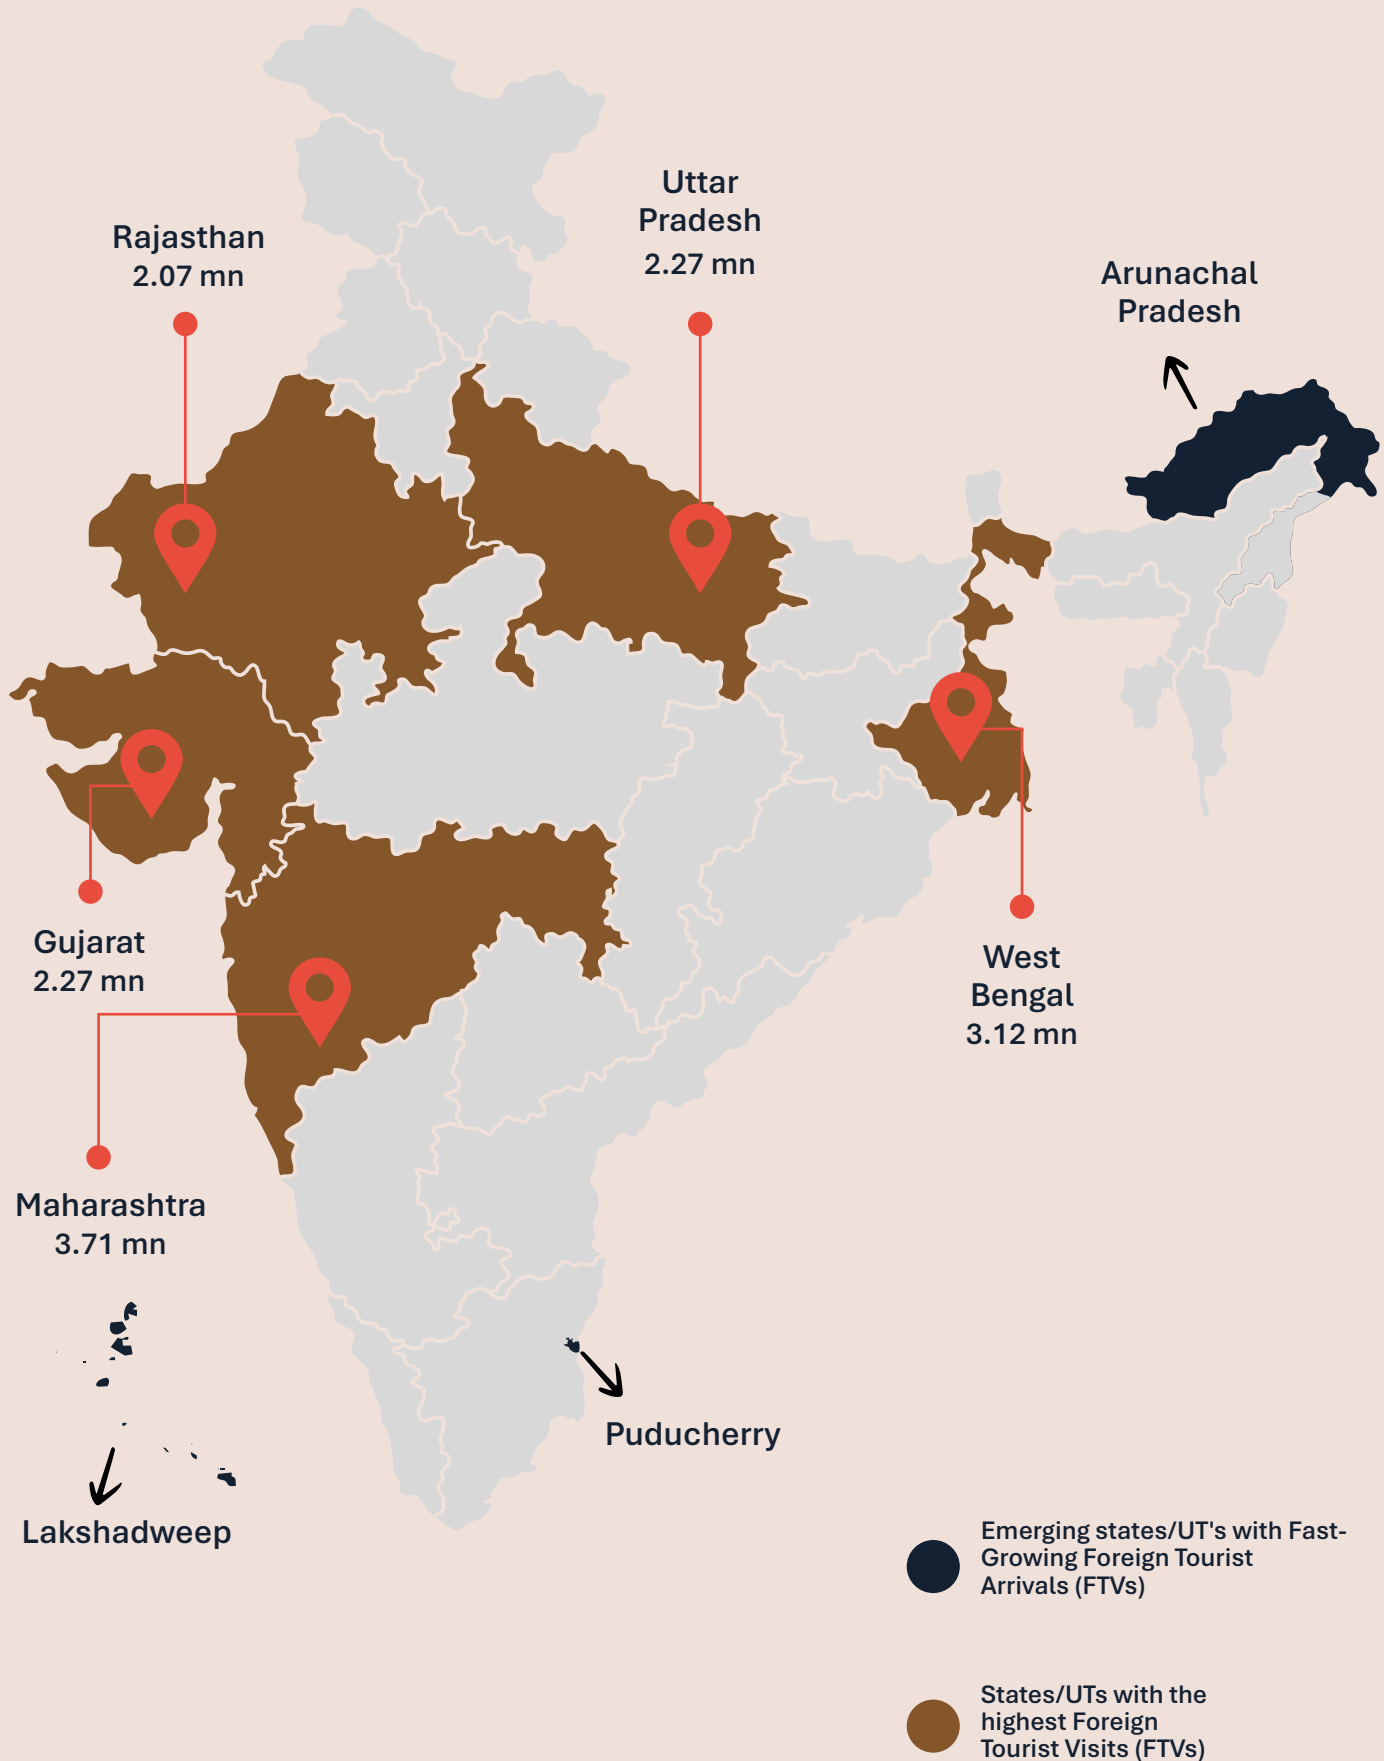 Uttar
Pradesh
2.27 mn
Rajasthan
2.07 mn
Arunachal
Pradesh
Gujarat
2.27 mn
West
Bengal
3.12 mn
Maharashtra
3.71 mn
Puducherry
Lakshadweep
Emerging states/UT's with Fast-
Growing Foreign Tourist
Arrivals (FTVs)
States/UTs with the
highest Foreign
Tourist Visits (FTVs)